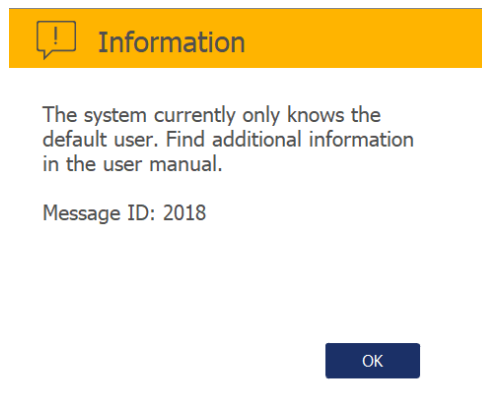 Information
The system currently only knows the
default user. Find additional information
in the user manual.
Message ID: 2018
OK